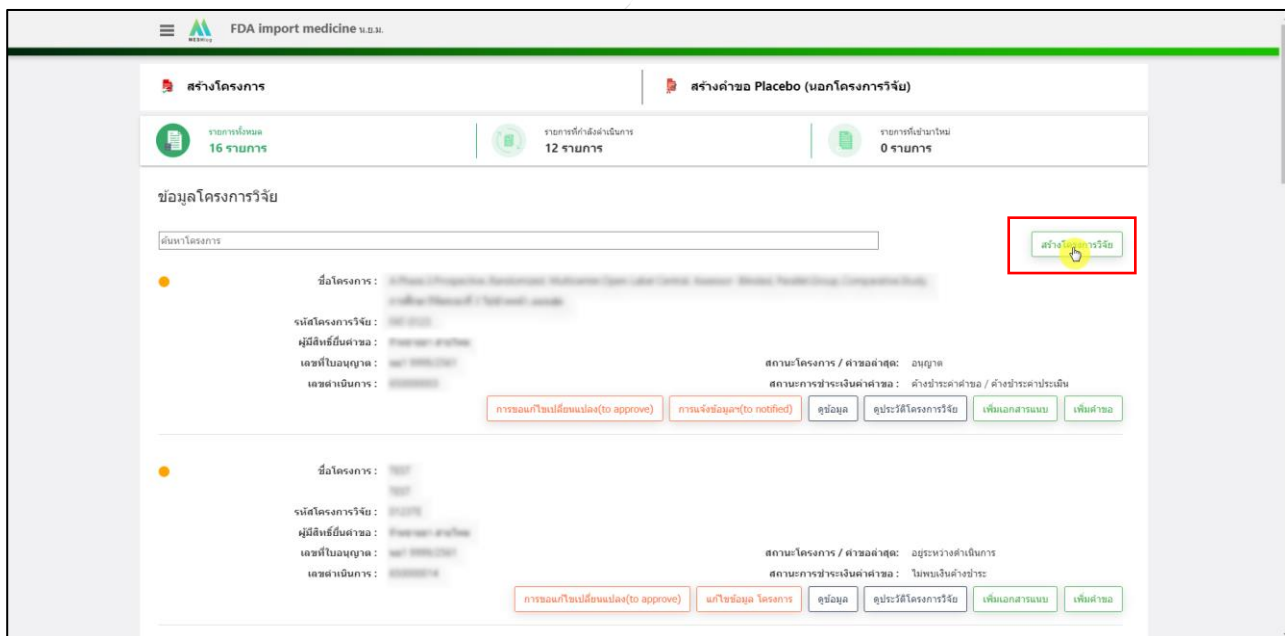 FDA import medicine น.ย.ม.
สร้างโครงการ
สร้างคำขอ Placebo (นอกโครงการวิจัย)
รายการทั้งหมด
16 รายการ
รายการที่กำลังดำเนินการ
12 รายการ
รายการที่เข้ามาใหม่
0 รายการ
ข้อมูลโครงการวิจัย
ค้นหาโครงการ
สร้างโครงการวิจัย
ชื่อโครงการ :
รหัสโครงการวิจัย :
ผู้มีสิทธิ์ยื่นคำขอ :
เลขที่ใบอนุญาต :
สถานะโครงการ / คำขอล่าสุด: อนุญาต
เลขดำเนินการ :
สถานะการชำระเงินค่าคำขอ : ค้างชำระค่าคำขอ / ค้างชำระค่าประเมิน
การขอแก้ไขเปลี่ยนแปลง(to approve) การแจ้งข้อมูลฯ(to notified) ดูข้อมูล ดูประวัติโครงการวิจัย เพิ่มเอกสารแนบ เพิ่มคำขอ
ชื่อโครงการ :
รหัสโครงการวิจัย :
ผู้มีสิทธิ์ยื่นคำขอ :
เลขที่ใบอนุญาต :
สถานะโครงการ / คำขอล่าสุด: อยู่ระหว่างดำเนินการ
เลขดำเนินการ :
สถานะการชำระเงินค่าคำขอ : ไม่พบเงินค้างชำระ
การขอแก้ไขเปลี่ยนแปลง(to approve) แก้ไขข้อมูล โครงการ ดูข้อมูล ดูประวัติโครงการวิจัย เพิ่มเอกสารแนบ เพิ่มคำขอ